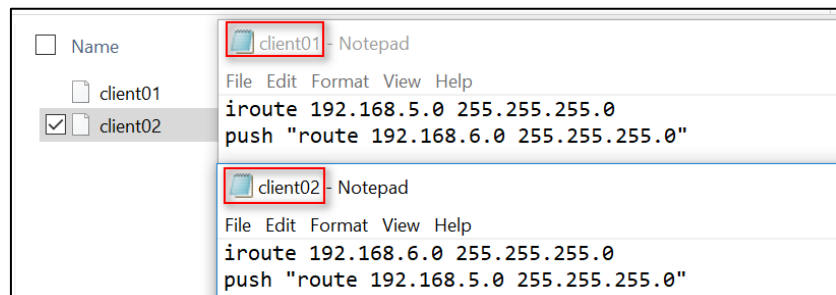 Name
client01
client02
client01 - Notepad
File Edit Format View Help
iroute 192.168.5.0 255.255.255.0
push "route 192.168.6.0 255.255.255.0"
client02 - Notepad
File Edit Format View Help
iroute 192.168.6.0 255.255.255.0
push "route 192.168.5.0 255.255.255.0"